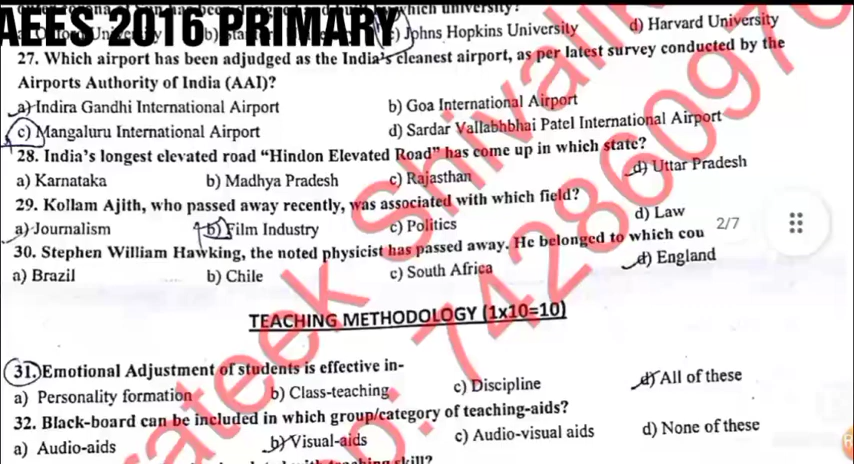 AEES 2016 PRIMARY
which university?
b) c) Johns Hopkins University d) Harvard University
27. Which airport has been adjudged as the India's cleanest airport, as per latest survey conducted by the
Airports Authority of India (AAI)?
a) Indira Gandhi International Airport b) Goa International Airport
c) Mangaluru International Airport d) Sardar Vallabhbhai Patel International Airport
28. India's longest elevated road “Hindon Elevated Road” has come up in which state?
a) Karnataka b) Madhya Pradesh c) Rajasthan d) Uttar Pradesh
29. Kollam Ajith, who passed away recently, was associated with which field?
a) Journalism b) Film Industry c) Politics d) Law
2/7
30. Stephen William Hawking, the noted physicist has passed away. He belonged to which cou
a) Brazil b) Chile c) South Africa d) England
TEACHING METHODOLOGY (1x10=10)
31. Emotional Adjustment of students is effective in-
a) Personality formation b) Class-teaching c) Discipline d) All of these
32. Black-board can be included in which group/category of teaching-aids?
a) Audio-aids b) Visual-aids c) Audio-visual aids d) None of these
skill?
ateek Shivalik
p: 742860976